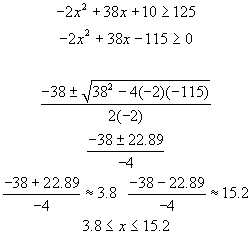 -2x² + 38x + 10 ≥ 125
-2x² + 38x - 115 ≥ 0
(-38 ± √(38² - 4(-2)(-115))) / (2(-2))
(-38 ± 22.89) / (-4)
(-38 + 22.89) / (-4) ≈ 3.8   (-38 - 22.89) / (-4) ≈ 15.2
3.8 ≤ x ≤ 15.2